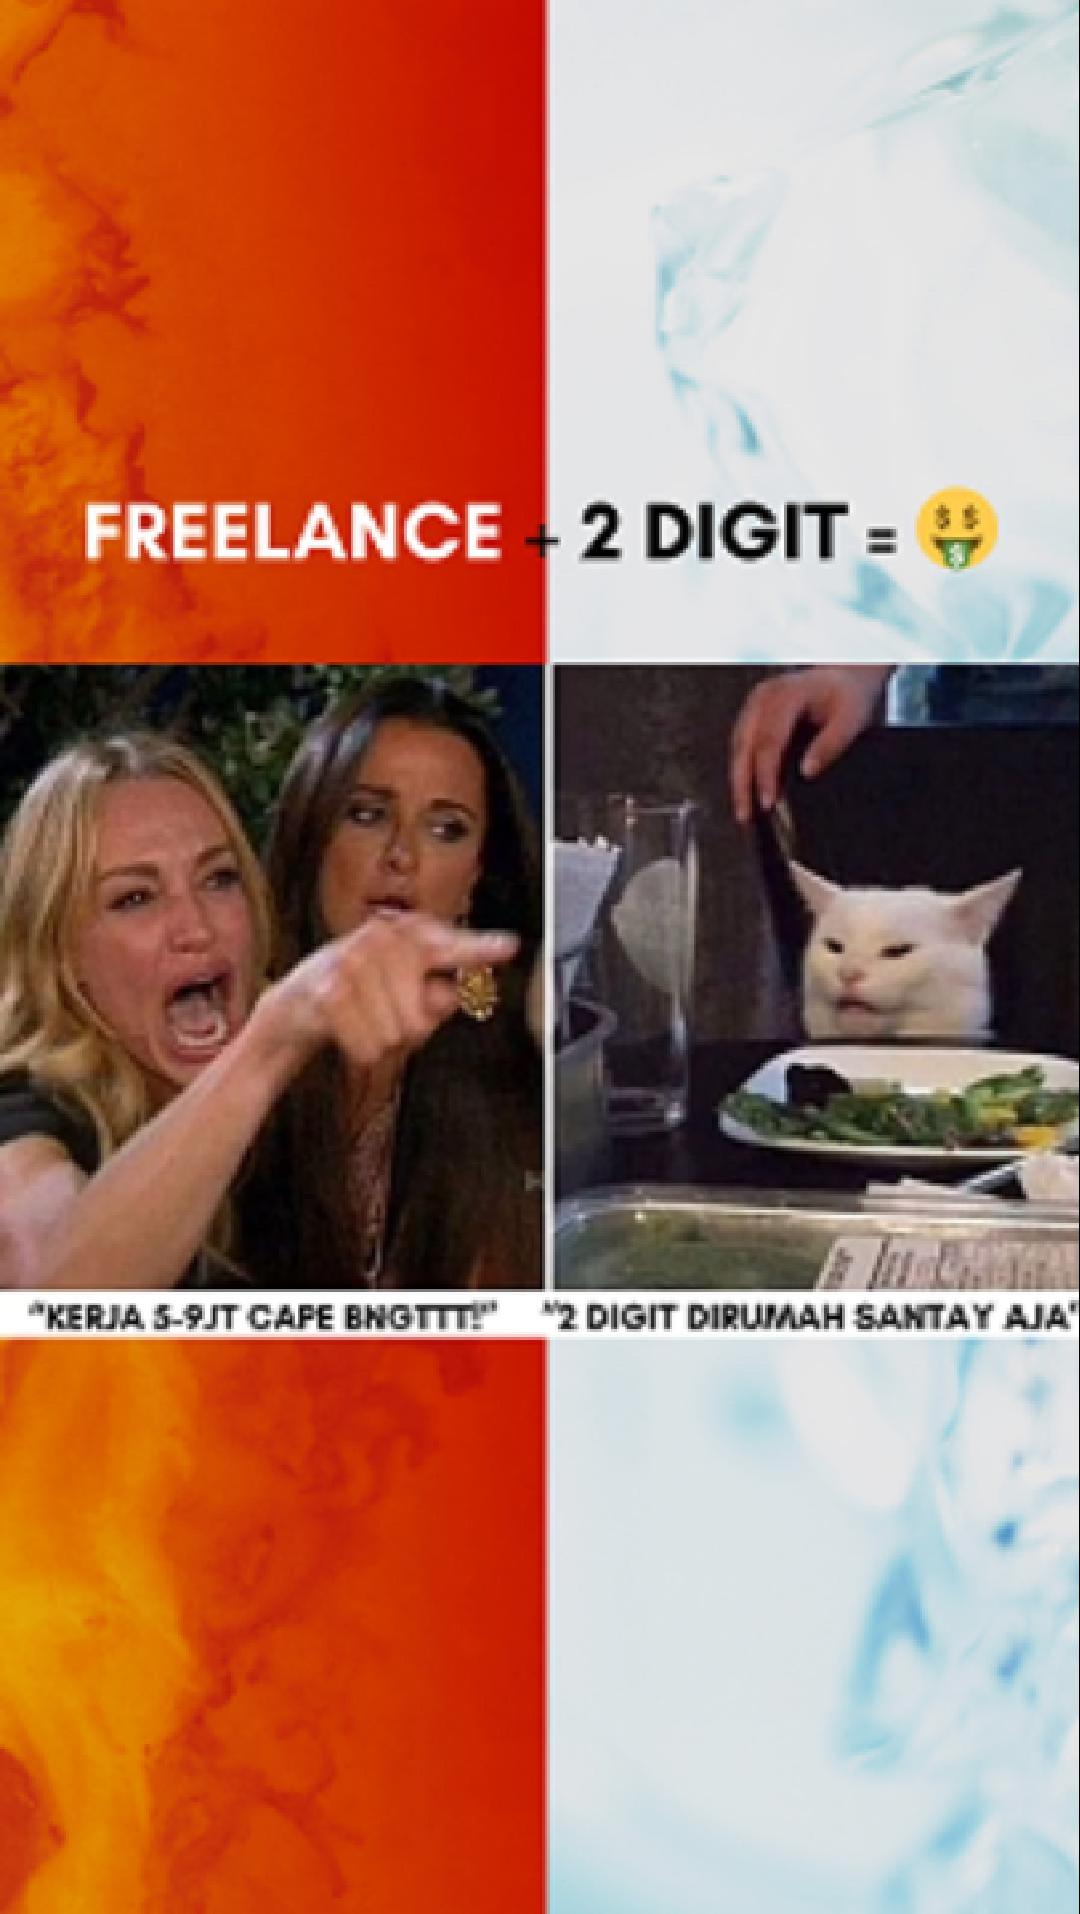 FREELANCE + 2 DIGIT = 🤑
"KERJA 5-9JT CAPE BNGTTT!"
"2 DIGIT DIRUMAH SANTAY AJA"